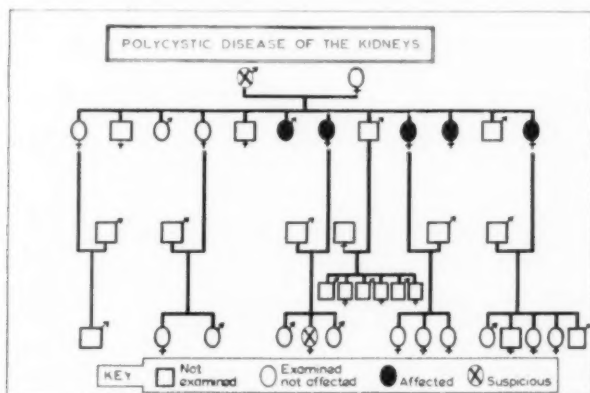 POLYCYSTIC DISEASE OF THE KIDNEYS
KEY
Not
examined
Examined
not affected
Affected
Suspicious